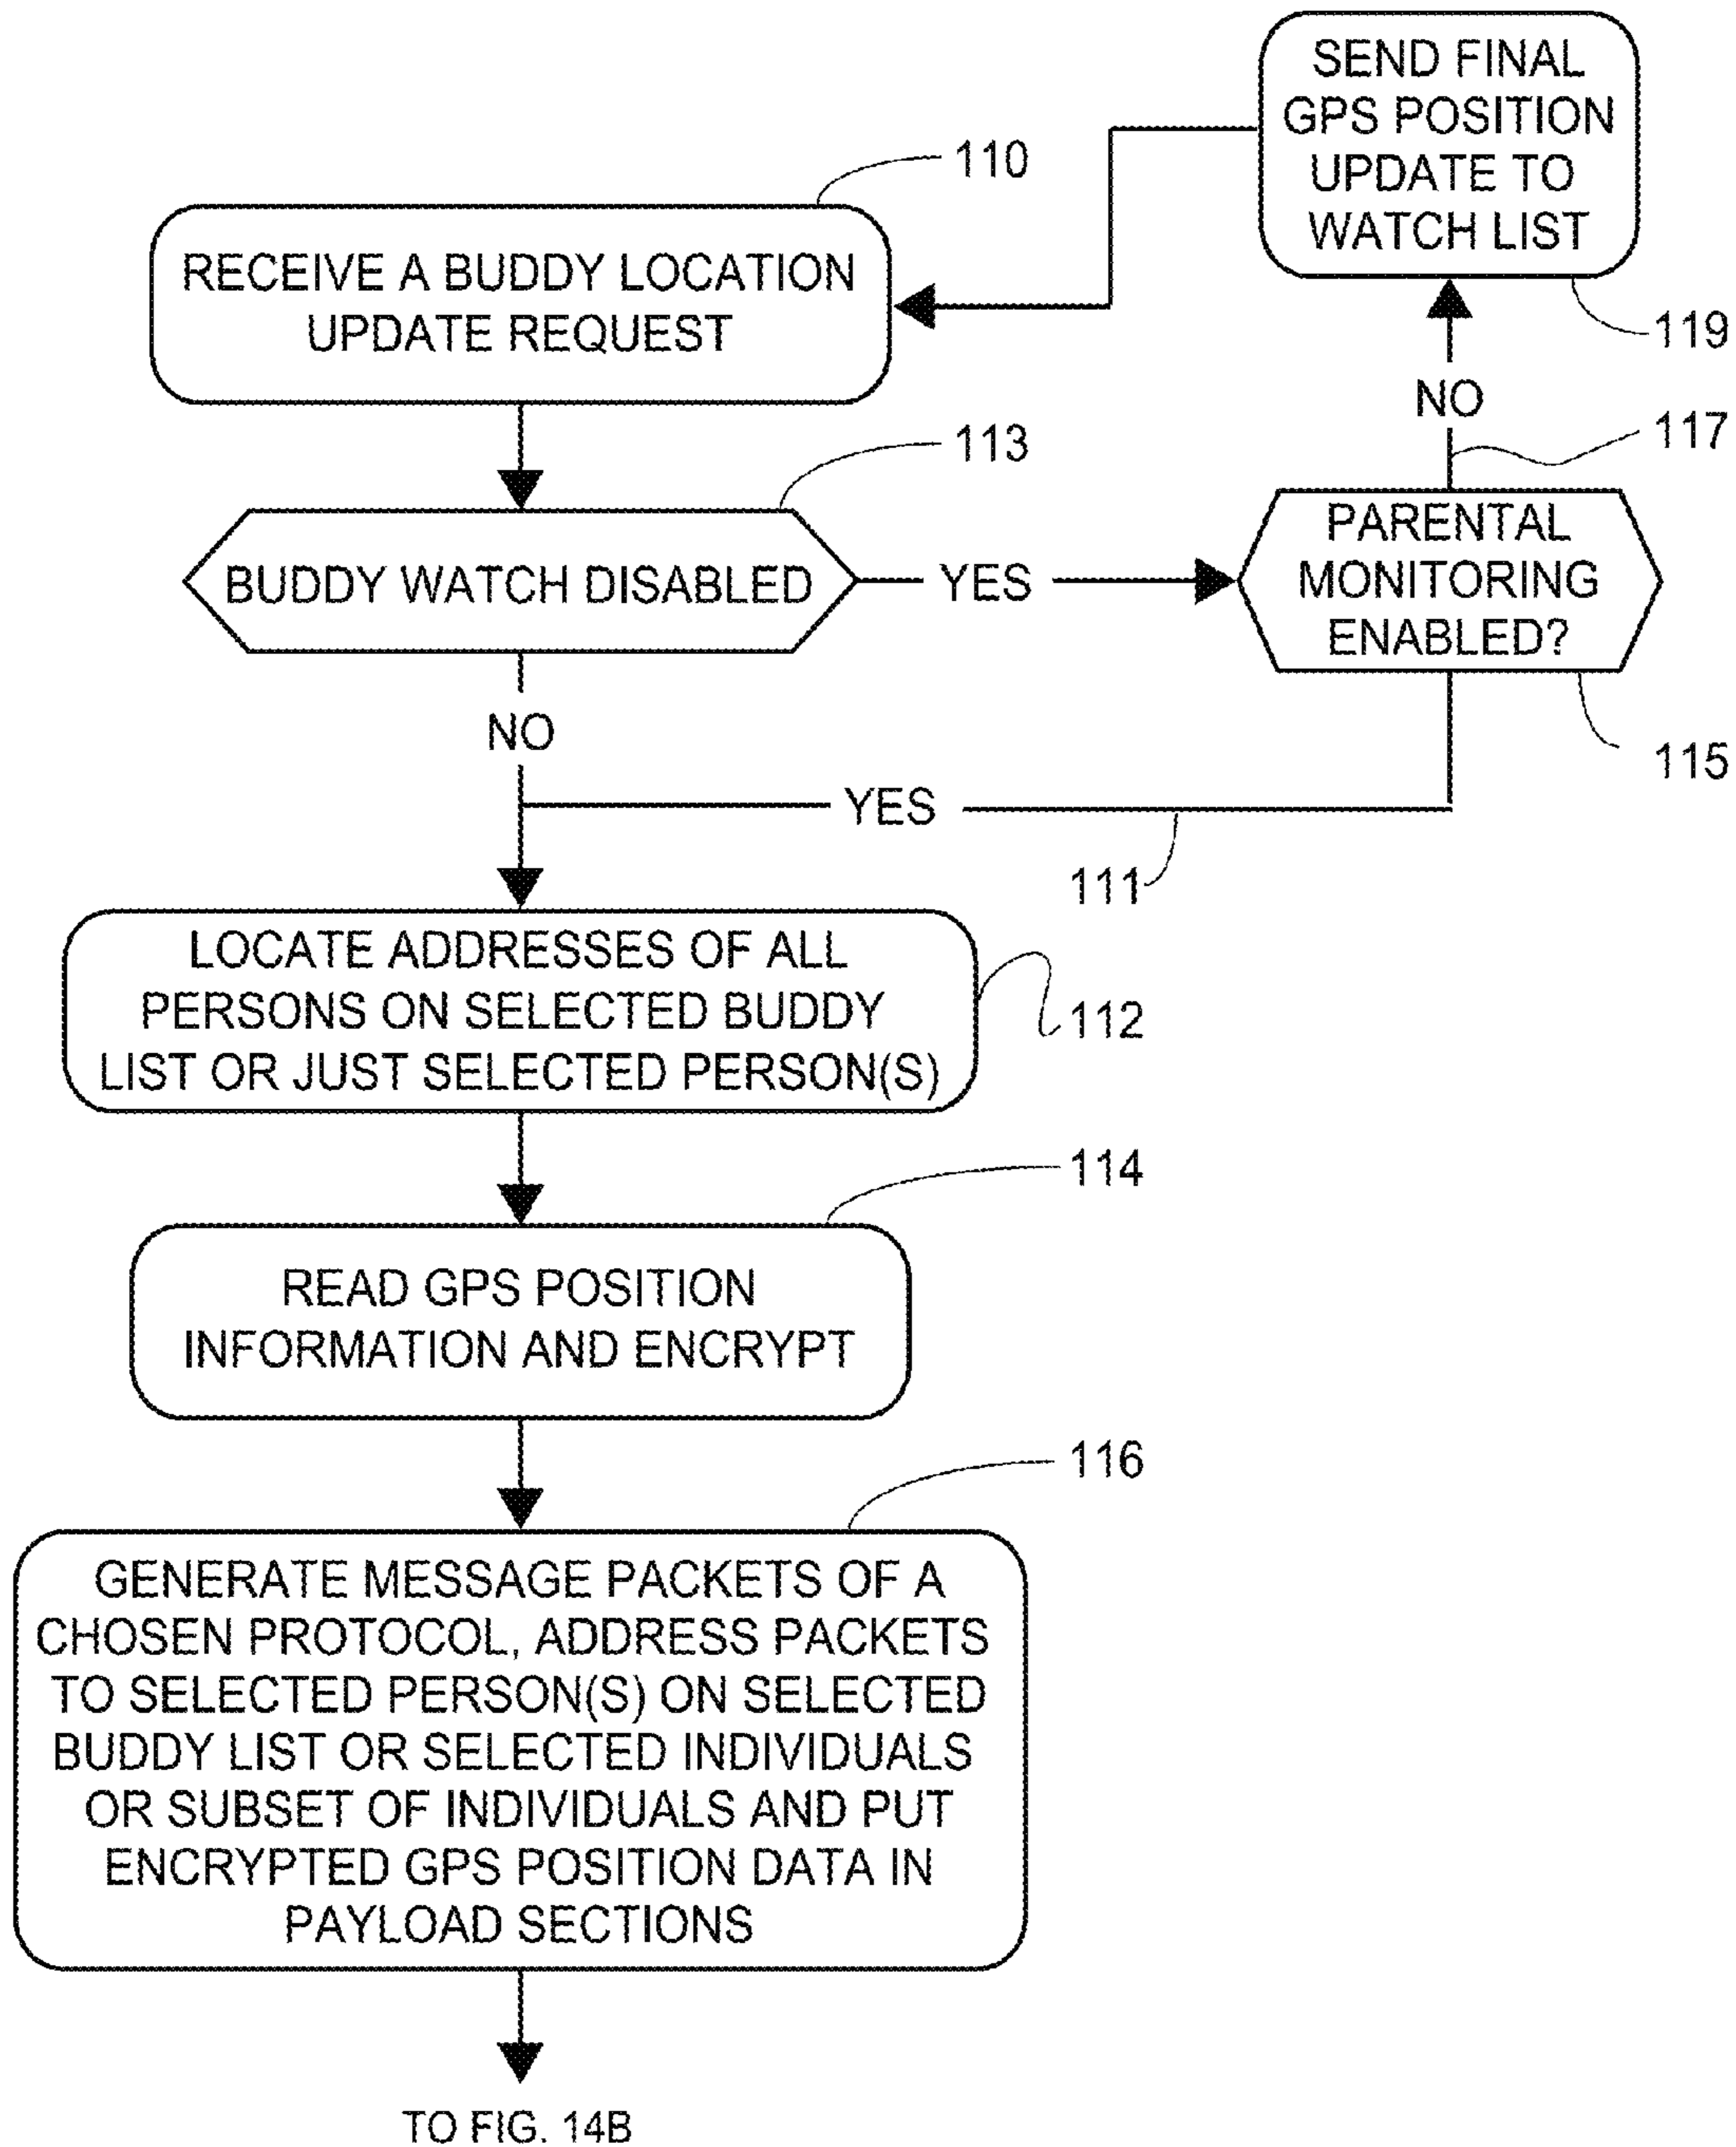 SEND FINAL
GPS POSITION
UPDATE TO
WATCH LIST
119
110
RECEIVE A BUDDY LOCATION
UPDATE REQUEST
NO
117
113
BUDDY WATCH DISABLED
YES
PARENTAL
MONITORING
ENABLED?
115
NO
YES
111
LOCATE ADDRESSES OF ALL
PERSONS ON SELECTED BUDDY
LIST OR JUST SELECTED PERSON(S)
112
114
READ GPS POSITION
INFORMATION AND ENCRYPT
116
GENERATE MESSAGE PACKETS OF A
CHOSEN PROTOCOL, ADDRESS PACKETS
TO SELECTED PERSON(S) ON SELECTED
BUDDY LIST OR SELECTED INDIVIDUALS
OR SUBSET OF INDIVIDUALS AND PUT
ENCRYPTED GPS POSITION DATA IN
PAYLOAD SECTIONS
TO FIG. 14B